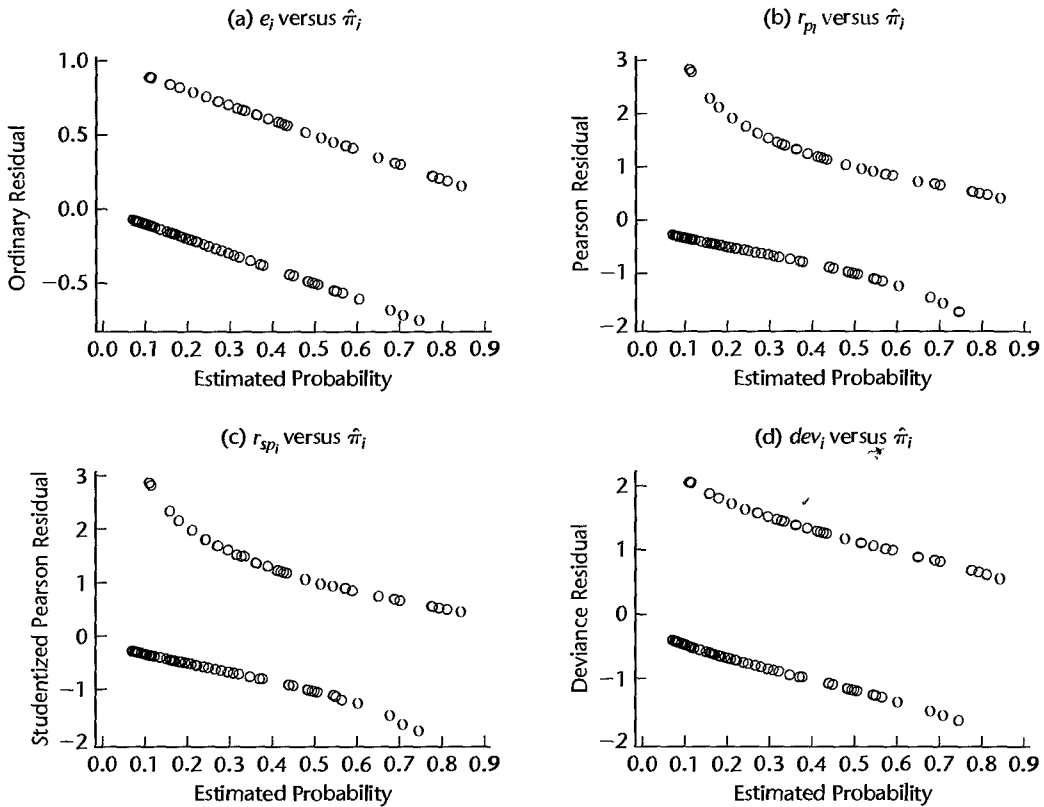 (a) eᵢ versus π̂ᵢ
1.0
0.5
0.0
−0.5
Ordinary Residual
0.0 0.1 0.2 0.3 0.4 0.5 0.6 0.7 0.8 0.9
Estimated Probability
(b) r_{p_i} versus π̂ᵢ
3
2
1
0
−1
−2
Pearson Residual
0.0 0.1 0.2 0.3 0.4 0.5 0.6 0.7 0.8 0.9
Estimated Probability
(c) r_{sp_i} versus π̂ᵢ
3
2
1
0
−1
−2
Studentized Pearson Residual
0.0 0.1 0.2 0.3 0.4 0.5 0.6 0.7 0.8 0.9
Estimated Probability
(d) devᵢ versus π̂ᵢ
2
1
0
−1
−2
Deviance Residual
0.0 0.1 0.2 0.3 0.4 0.5 0.6 0.7 0.8 0.9
Estimated Probability